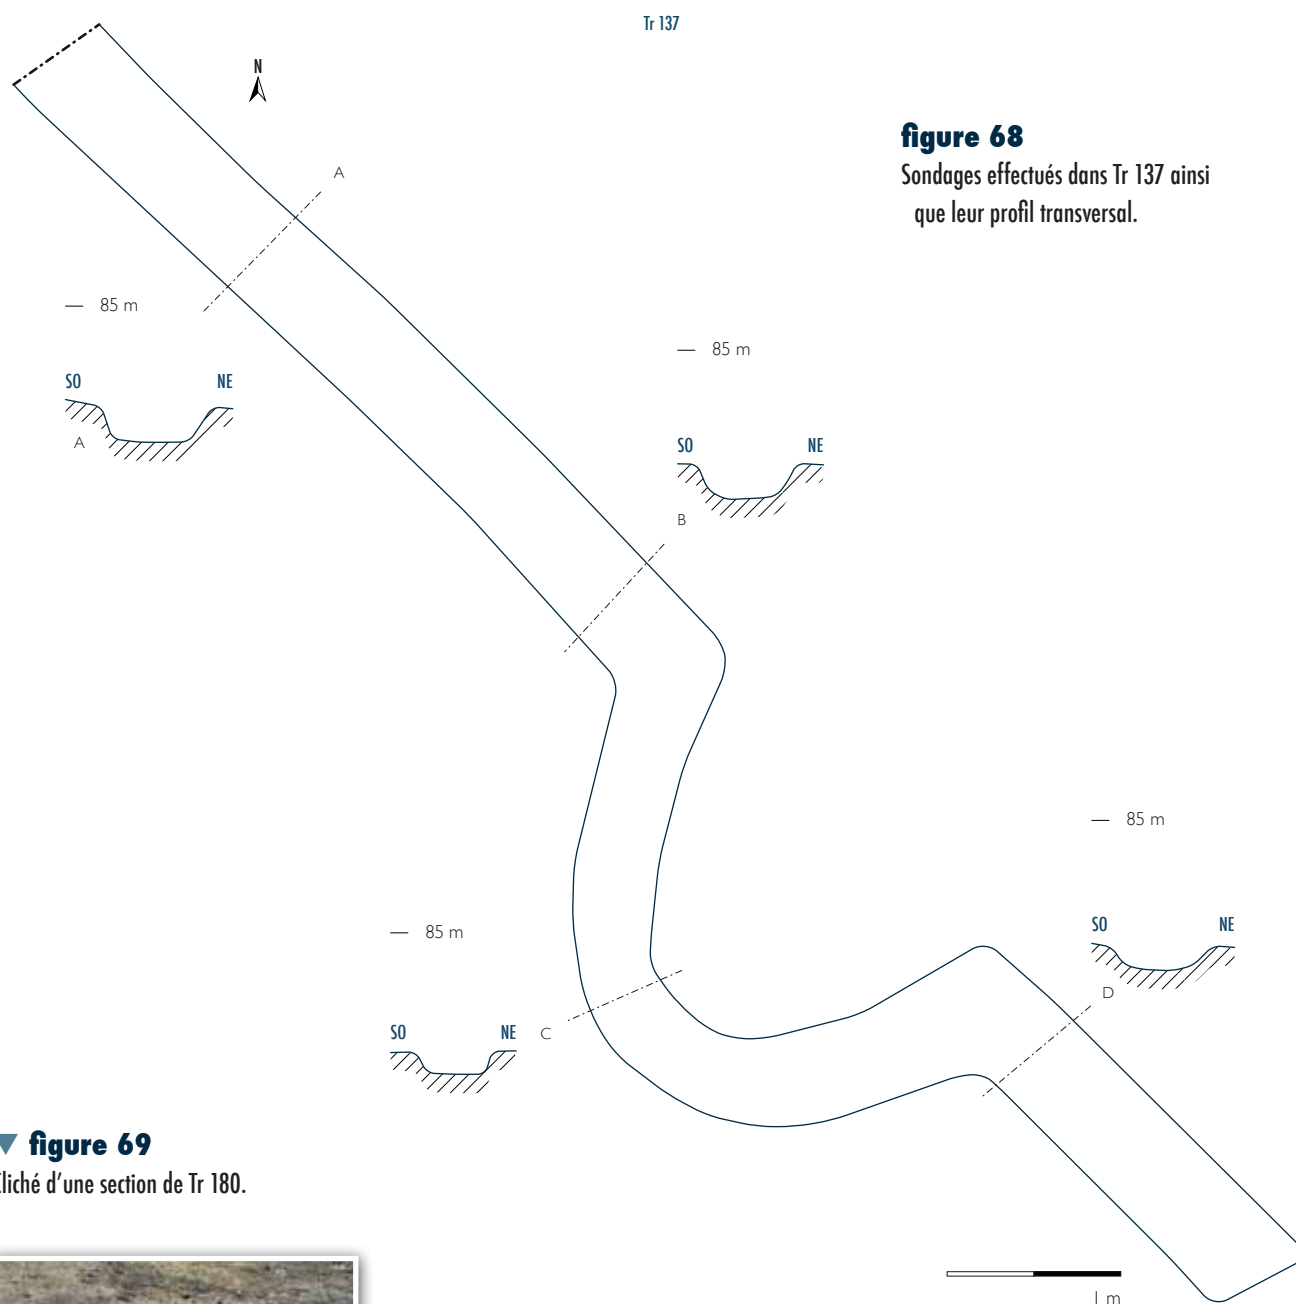 Tr 137
N
figure 68
Sondages effectués dans Tr 137 ainsi
que leur profil transversal.
A
85 m
SO NE
A
85 m
SO NE
B
85 m
SO NE
D
85 m
SO NE
C
figure 69
Cliché d'une section de Tr 180.
1 m